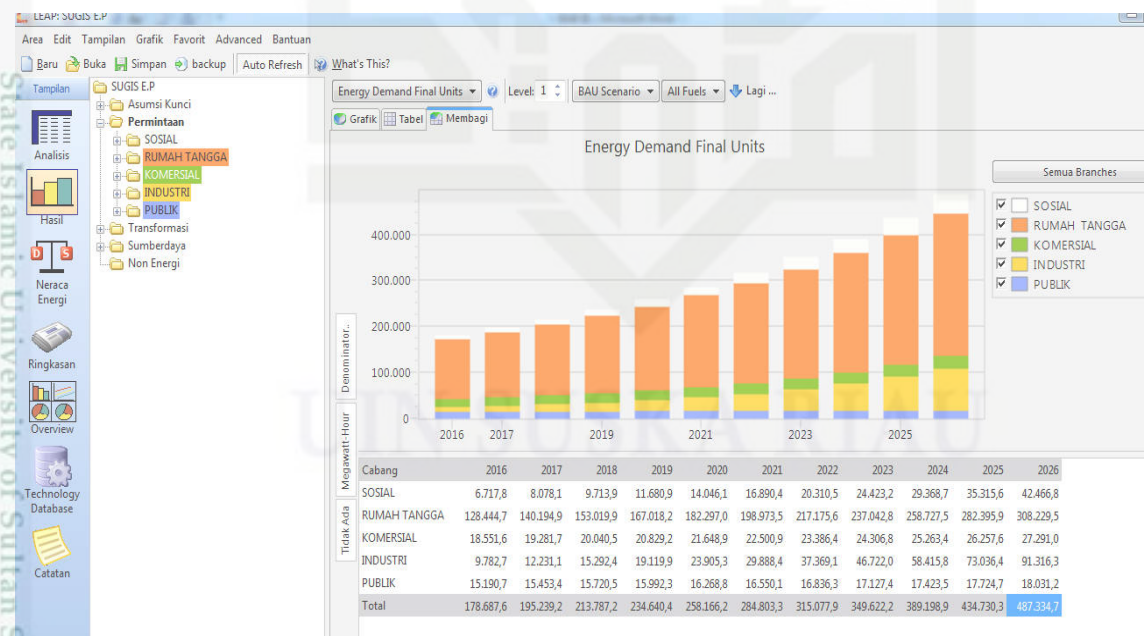 LEAP: SUGIS E.P
Area Edit Tampilan Grafik Favorit Advanced Bantuan
Baru Buka Simpan backup Auto Refresh What's This?
Tampilan
Analisis
Hasil
Neraca
Energi
Ringkasan
Overview
Technology
Database
Catatan
SUGIS E.P
Asumsi Kunci
Permintaan
SOSIAL
RUMAH TANGGA
KOMERSIAL
INDUSTRI
PUBLIK
Transformasi
Sumberdaya
Non Energi
Energy Demand Final Units Level: 1 BAU Scenario All Fuels Lagi ...
Grafik Tabel Membagi
Energy Demand Final Units
Semua Branches
SOSIAL
RUMAH TANGGA
KOMERSIAL
INDUSTRI
PUBLIK
400.000
300.000
200.000
100.000
0
2016 2017 2019 2021 2023 2025
Denominator..
Megawatt-Hour
Tidak Ada
Cabang 2016 2017 2018 2019 2020 2021 2022 2023 2024 2025 2026
SOSIAL 6.717,8 8.078,1 9.713,9 11.680,9 14.046,1 16.890,4 20.310,5 24.423,2 29.368,7 35.315,6 42.466,8
RUMAH TANGGA 128.444,7 140.194,9 153.019,9 167.018,2 182.297,0 198.973,5 217.175,6 237.042,8 258.727,5 282.395,9 308.229,5
KOMERSIAL 18.551,6 19.281,7 20.040,5 20.829,2 21.648,9 22.500,9 23.386,4 24.306,8 25.263,4 26.257,6 27.291,0
INDUSTRI 9.782,7 12.231,1 15.292,4 19.119,9 23.905,3 29.888,4 37.369,1 46.722,0 58.415,8 73.036,4 91.316,3
PUBLIK 15.190,7 15.453,4 15.720,5 15.992,3 16.268,8 16.550,1 16.836,3 17.127,4 17.423,5 17.724,7 18.031,2
Total 178.687,6 195.239,2 213.787,2 234.640,4 258.166,2 284.803,3 315.077,9 349.622,2 389.198,9 434.730,3 487.334,7
UIN SUSKA RIAU
State Islamic University of Sultan